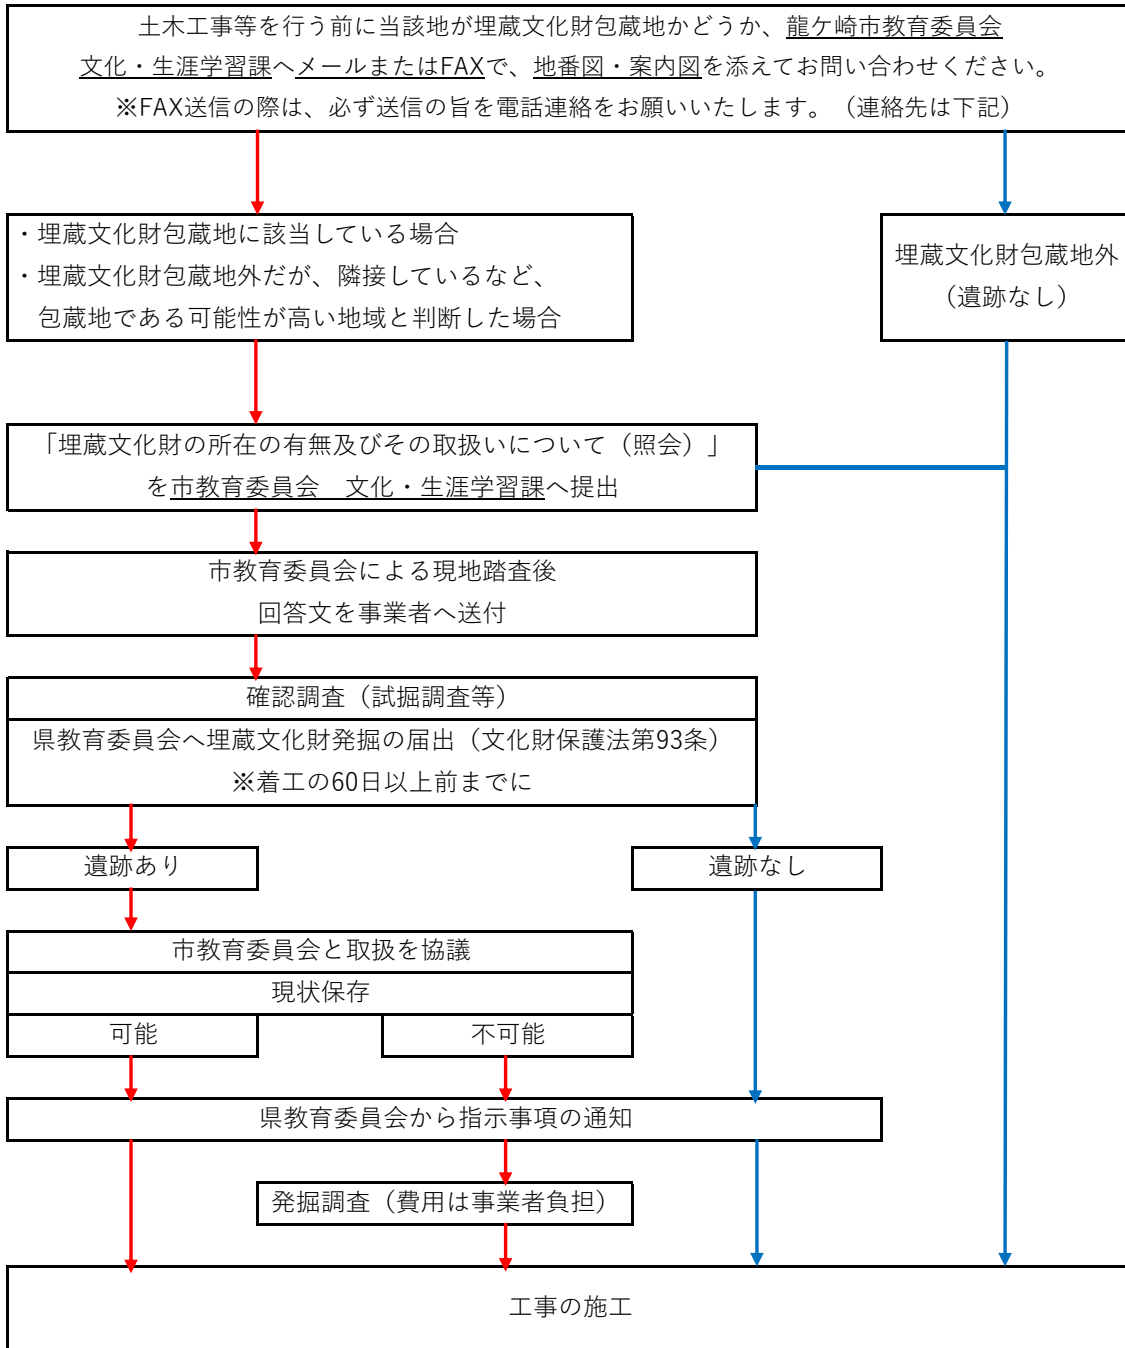 土木工事等を行う前に当該地が埋蔵文化財包蔵地かどうか、龍ケ崎市教育委員会
文化・生涯学習課へメールまたはFAXで、地番図・案内図を添えてお問い合わせください。
※FAX送信の際は、必ず送信の旨を電話連絡をお願いいたします。（連絡先は下記）
・埋蔵文化財包蔵地に該当している場合
・埋蔵文化財包蔵地外だが、隣接しているなど、
包蔵地である可能性が高い地域と判断した場合
埋蔵文化財包蔵地外
（遺跡なし）
「埋蔵文化財の所在の有無及びその取扱いについて（照会）」
を市教育委員会　文化・生涯学習課へ提出
市教育委員会による現地踏査後
回答文を事業者へ送付
確認調査（試掘調査等）
県教育委員会へ埋蔵文化財発掘の届出（文化財保護法第93条）
※着工の60日以上前までに
遺跡あり
遺跡なし
市教育委員会と取扱を協議
現状保存
可能
不可能
県教育委員会から指示事項の通知
発掘調査（費用は事業者負担）
工事の施工